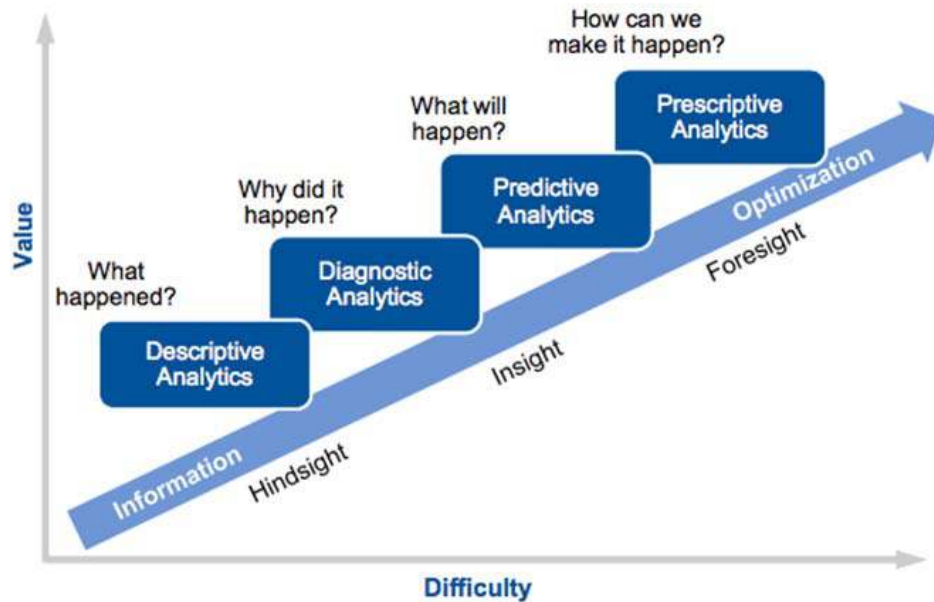 How can we
make it happen?
Prescriptive
Analytics
What will
happen?
Predictive
Analytics
Why did it
happen?
Diagnostic
Analytics
What
happened?
Descriptive
Analytics
Value
Information
Optimization
Hindsight
Insight
Foresight
Difficulty